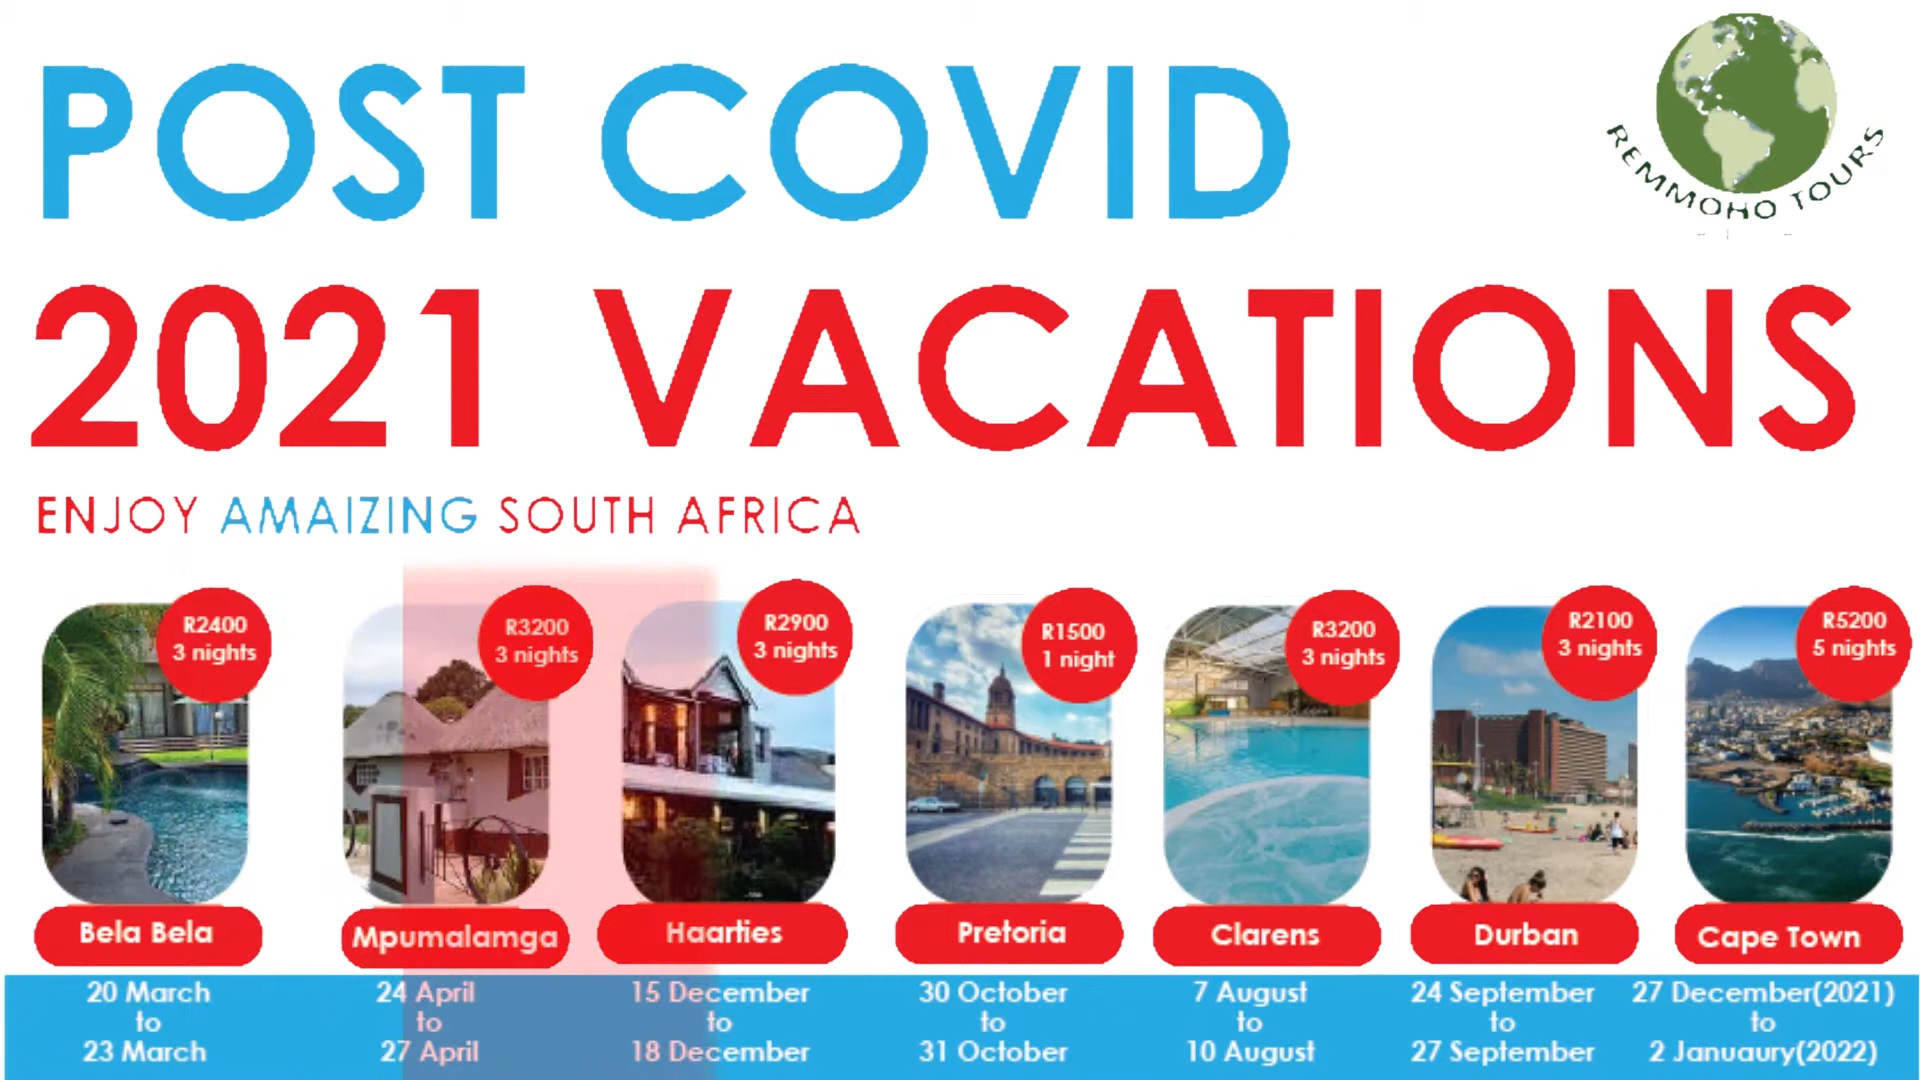 POST COVID
REMMOHO TOURS
2021 VACATIONS
ENJOY AMAIZING SOUTH AFRICA
R2400
3 nights
Bela Bela
20 March
to
23 March
R3200
3 nights
Mpumalamga
24 April
to
27 April
R2900
3 nights
Haarties
15 December
to
18 December
R1500
1 night
Pretoria
30 October
to
31 October
R3200
3 nights
Clarens
7 August
to
10 August
R2100
3 nights
Durban
24 September
to
27 September
R5200
5 nights
Cape Town
27 December(2021)
to
2 Januaury(2022)